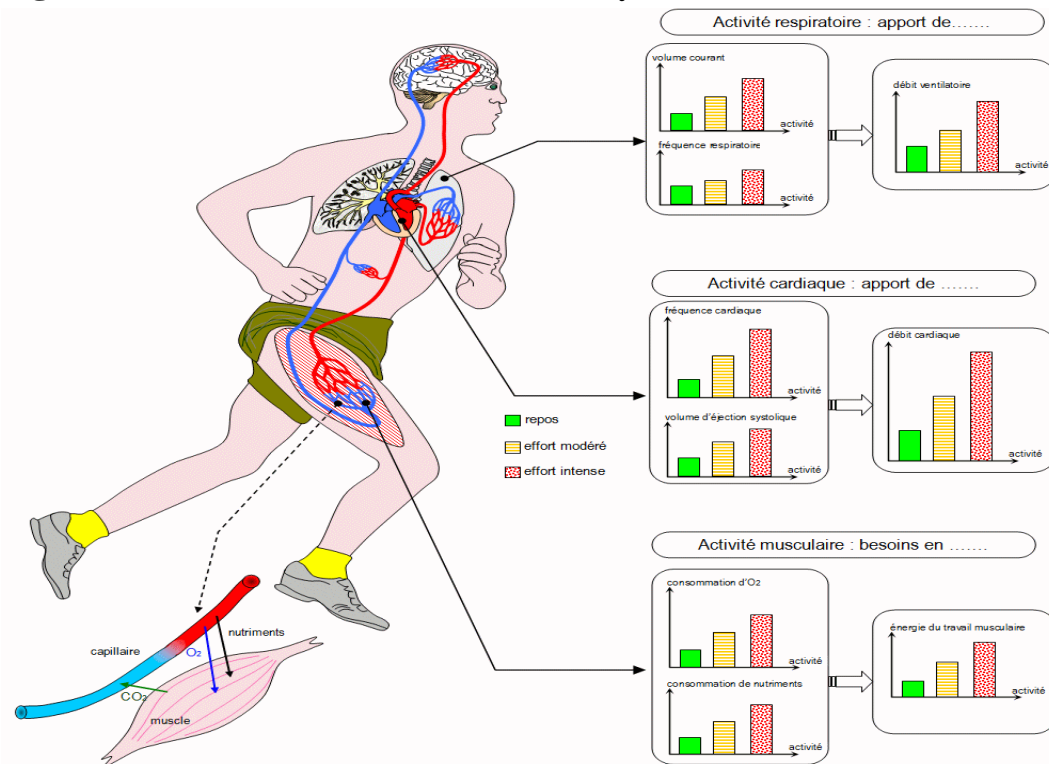 Activité respiratoire : apport de.......
volume courant
activité
fréquence respiratoire
activité
débit ventilatoire
activité
Activité cardiaque : apport de .......
fréquence cardiaque
activité
volume d'éjection systolique
activité
débit cardiaque
activité
repos
effort modéré
effort intense
Activité musculaire : besoins en .......
consommation d'O2
activité
consommation de nutriments
activité
énergie du travail musculaire
activité
capillaire
nutriments
O2
CO2
muscle